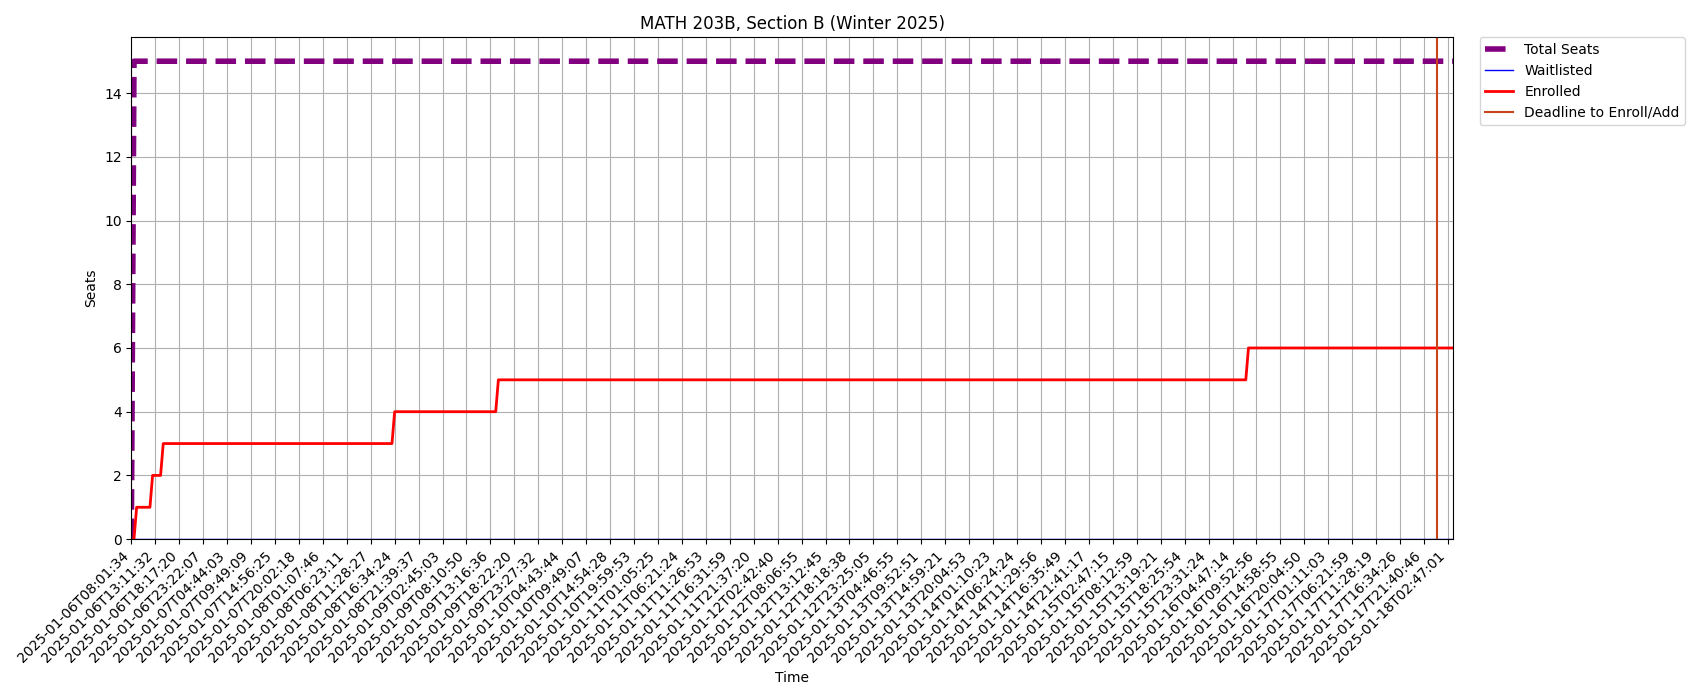 MATH 203B, Section B (Winter 2025)
Total Seats
Waitlisted
Enrolled
Deadline to Enroll/Add
Seats
14
12
10
8
6
4
2
0
2025-01-06T08:01:34
2025-01-06T13:11:32
2025-01-06T18:17:20
2025-01-06T23:22:07
2025-01-07T04:44:03
2025-01-07T09:49:09
2025-01-07T14:56:25
2025-01-07T20:02:18
2025-01-08T01:07:46
2025-01-08T06:23:11
2025-01-08T11:28:27
2025-01-08T16:34:24
2025-01-08T21:39:37
2025-01-09T02:45:03
2025-01-09T08:10:50
2025-01-09T13:16:36
2025-01-09T18:22:20
2025-01-09T23:27:32
2025-01-10T04:43:44
2025-01-10T09:49:07
2025-01-10T14:54:28
2025-01-10T19:59:53
2025-01-11T01:05:25
2025-01-11T06:21:24
2025-01-11T11:26:53
2025-01-11T16:31:59
2025-01-11T21:37:20
2025-01-12T02:42:40
2025-01-12T08:06:55
2025-01-12T13:12:45
2025-01-12T18:18:38
2025-01-12T23:25:05
2025-01-13T04:46:55
2025-01-13T09:52:51
2025-01-13T14:59:21
2025-01-13T20:04:53
2025-01-14T01:10:23
2025-01-14T06:24:24
2025-01-14T11:29:56
2025-01-14T16:35:49
2025-01-14T21:41:17
2025-01-15T02:47:15
2025-01-15T08:12:59
2025-01-15T13:19:21
2025-01-15T18:25:54
2025-01-15T23:31:24
2025-01-16T04:47:14
2025-01-16T09:52:56
2025-01-16T14:58:55
2025-01-16T20:04:50
2025-01-17T01:11:03
2025-01-17T06:21:59
2025-01-17T11:28:19
2025-01-17T16:34:26
2025-01-17T21:40:46
2025-01-18T02:47:01
Time